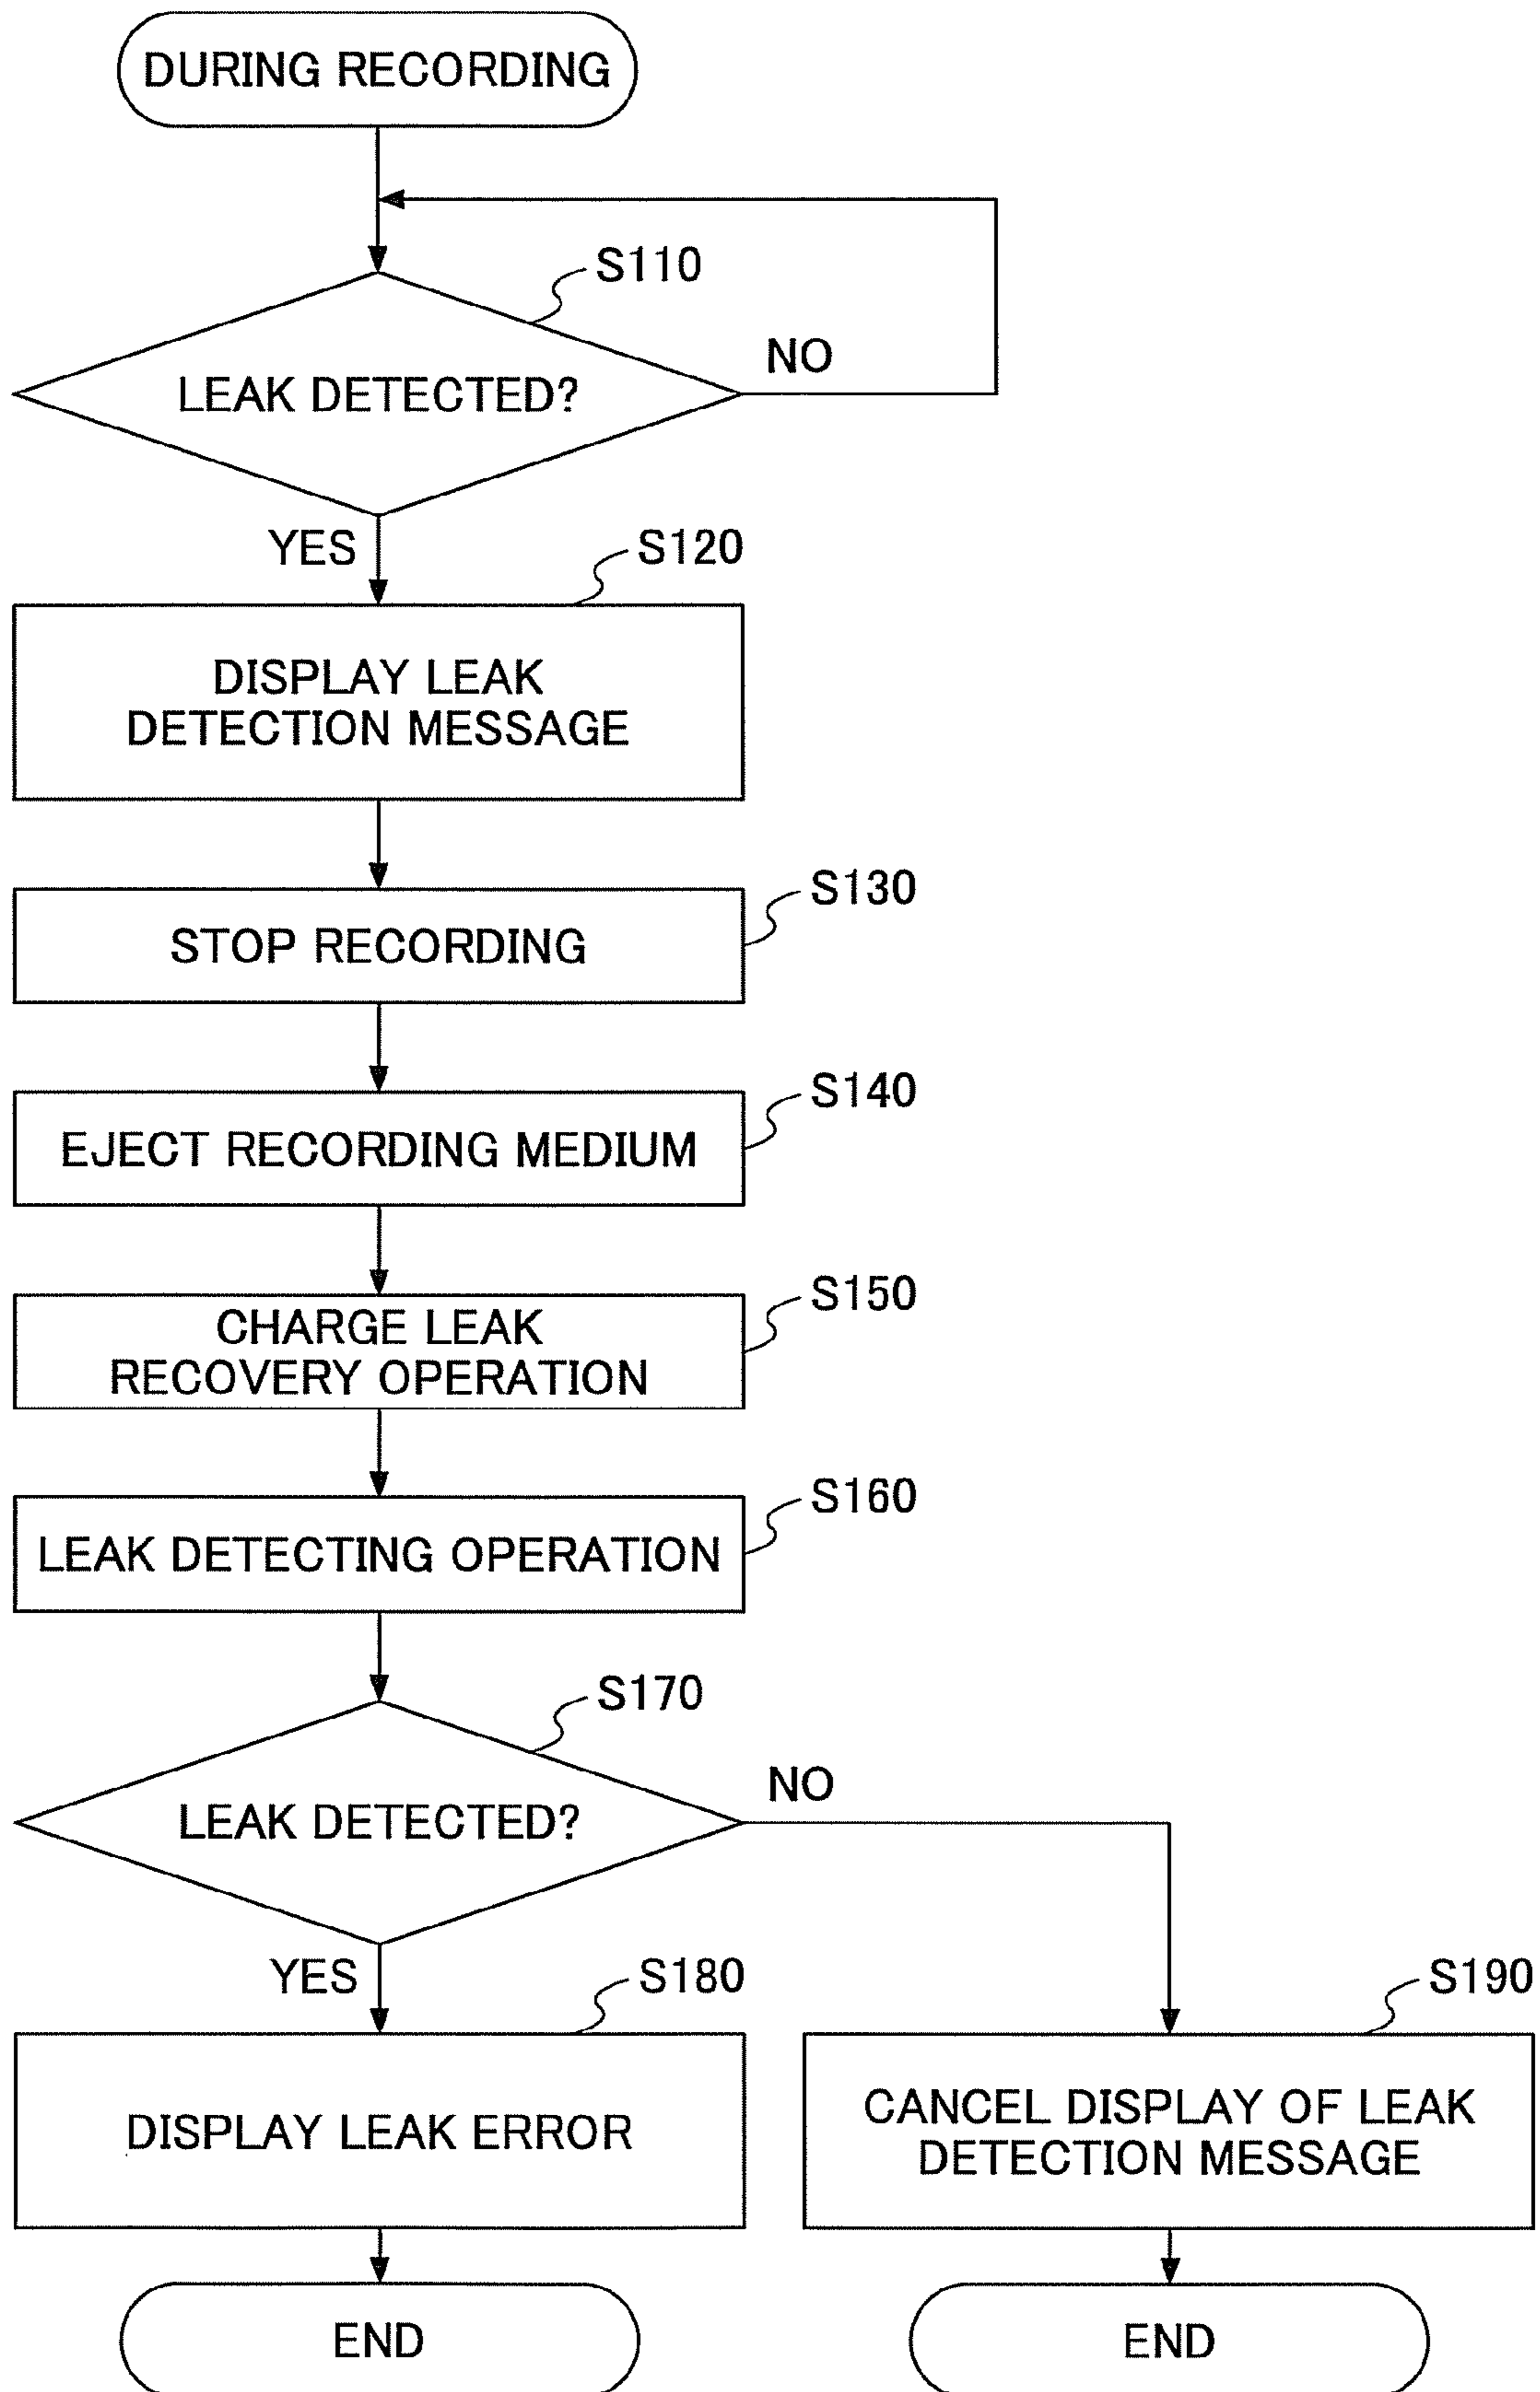 DURING RECORDING
S110
NO
LEAK DETECTED?
YES
S120
DISPLAY LEAK
DETECTION MESSAGE
S130
STOP RECORDING
S140
EJECT RECORDING MEDIUM
S150
CHARGE LEAK
RECOVERY OPERATION
S160
LEAK DETECTING OPERATION
S170
NO
LEAK DETECTED?
YES
S180
S190
DISPLAY LEAK ERROR
CANCEL DISPLAY OF LEAK
DETECTION MESSAGE
END
END